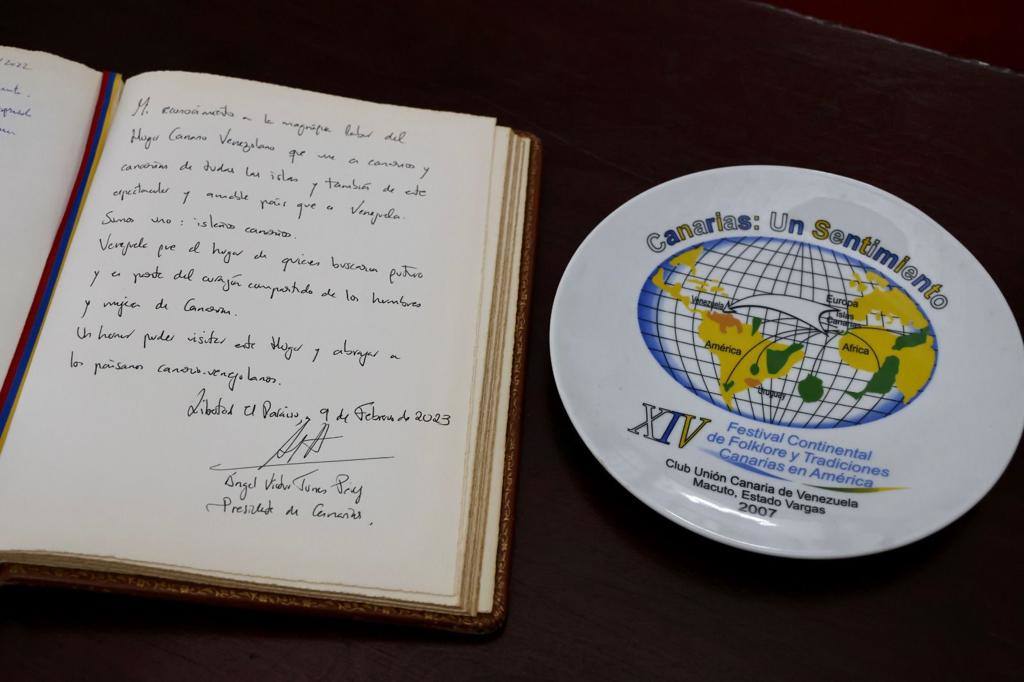 2022
Mi reconocimiento a la magnífica labor del
Hogar Canario Venezolano que une a canarios y
canarias de todas las islas y también de este
espectacular y amable país que es Venezuela.
Somos uno: isleños canarios.
Venezuela fue el hogar de quienes buscaron futuro
y es parte del corazón compartido de los hombres
y mujeres de Canarias.
Un honor poder visitar este Hogar y abrazar a
los paisanos canario-venezolanos.
El Paraíso, 9 de Febrero de 2023
Ángel Víctor Torres Pérez
Presidente de Canarias.
Canarias: Un Sentimiento
Venezuela
Europa
Islas
Canarias
América
Africa
Uruguay
XIV
Festival Continental
de Folklore y Tradiciones
Canarias en América
Club Unión Canaria de Venezuela
Macuto, Estado Vargas
2007